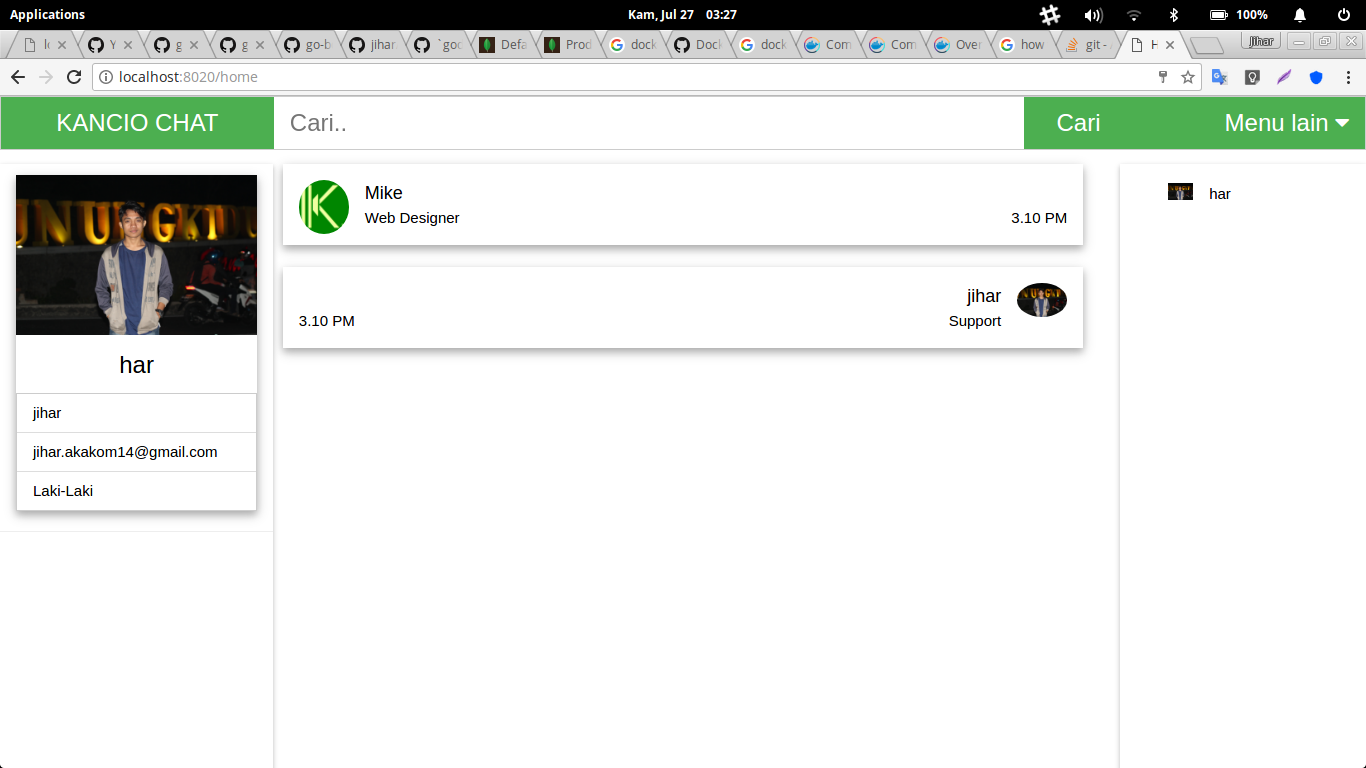 Applications
Kam, Jul 27 03:27
100%
Y
g
g
go-b
jihar
`goc
Defa
Prod
dock
Dock
dock
Com
Com
Over
how
git - 
H
jihar
localhost:8020/home
KANCIO CHAT
Cari..
Cari
Menu lain
har
jihar
jihar.akakom14@gmail.com
Laki-Laki
Mike
Web Designer
3.10 PM
jihar
Support
3.10 PM
har